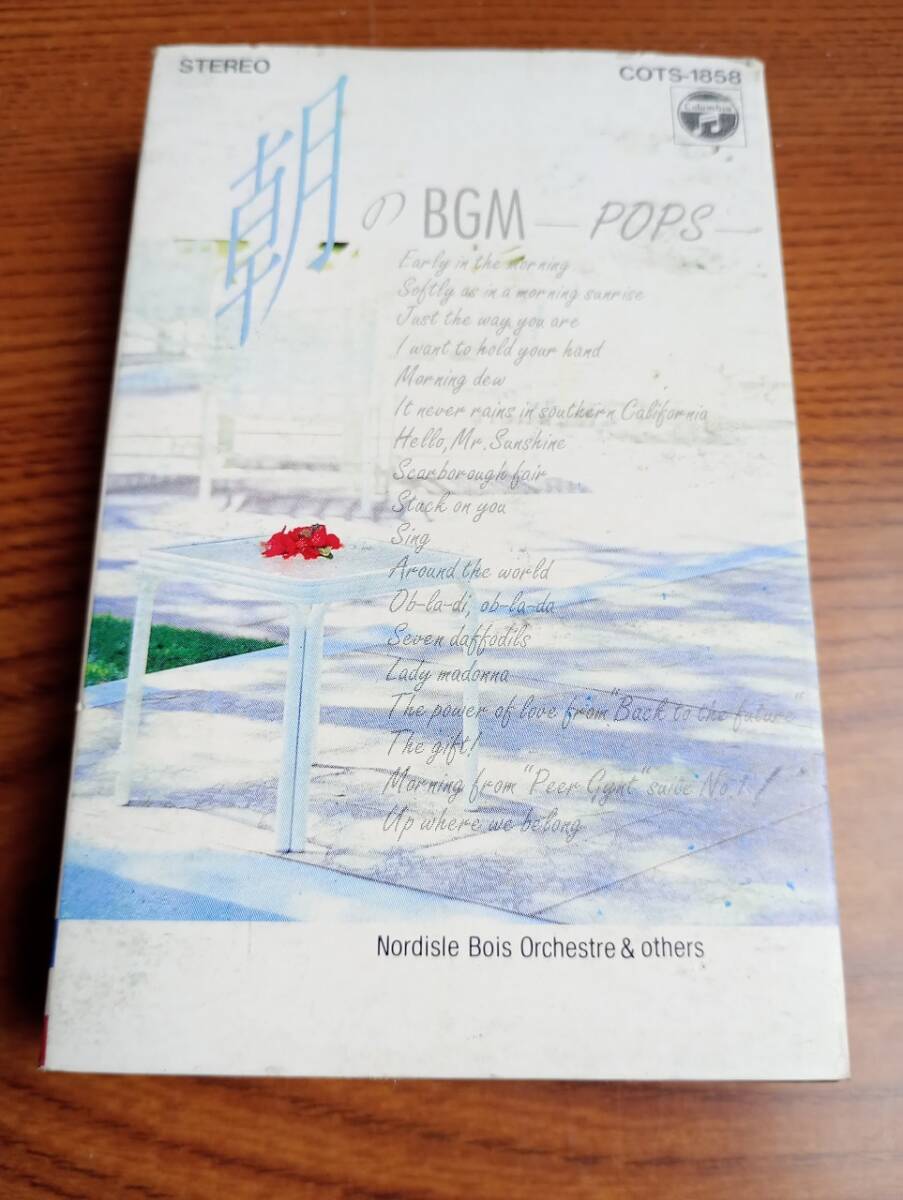 STEREO
COTS-1858
Columbia
朝のBGM—POPS—
Early in the morning
Softly as in a morning sunrise
Just the way you are
I want to hold your hand
Morning dew
It never rains in southern California
Hello, Mr. Sunshine
Scarborough fair
Stuck on you
Sing
Around the world
Ob-la-di, ob-la-da
Seven daffodils
Lady madonna
The power of love from "Back to the future"
The gift!
Morning from "Peer Gynt" suite No.1
Up where we belong
Nordisle Bois Orchestre & others